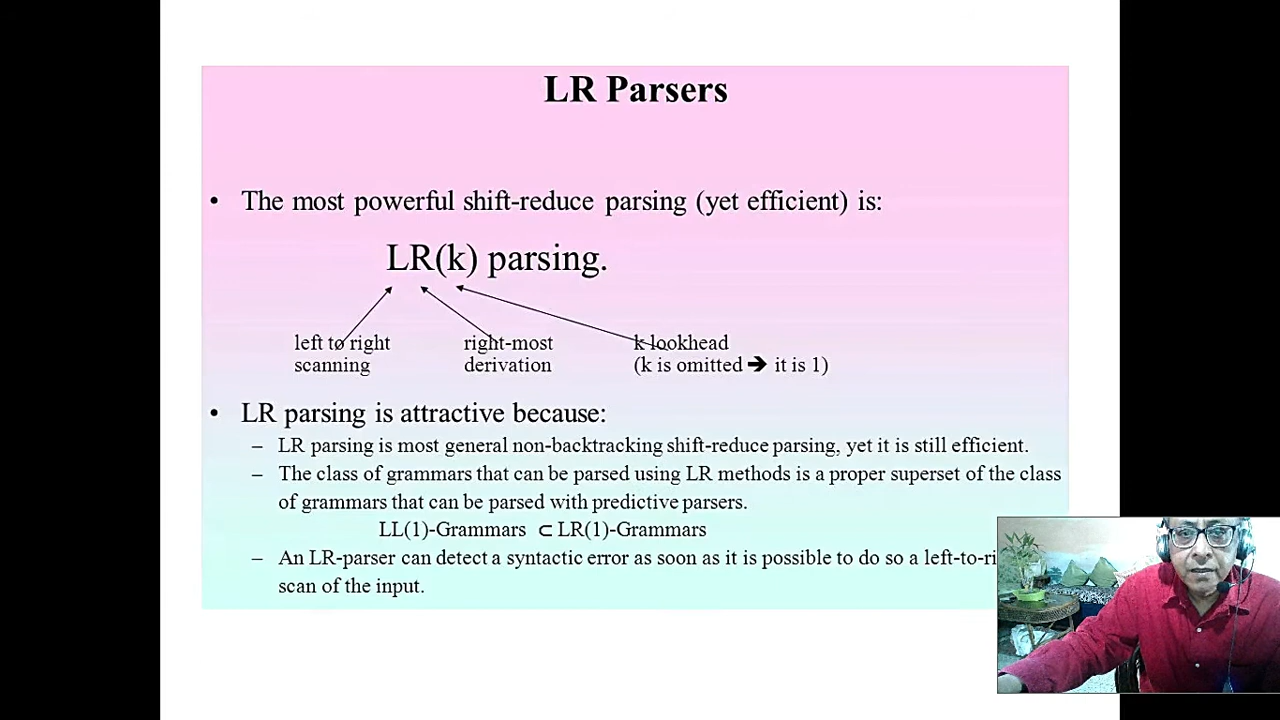 LR Parsers
• The most powerful shift-reduce parsing (yet efficient) is:
LR(k) parsing.
left to right right-most k lookhead
scanning derivation (k is omitted ➔ it is 1)
• LR parsing is attractive because:
– LR parsing is most general non-backtracking shift-reduce parsing, yet it is still efficient.
– The class of grammars that can be parsed using LR methods is a proper superset of the class
of grammars that can be parsed with predictive parsers.
LL(1)-Grammars ⊂ LR(1)-Grammars
– An LR-parser can detect a syntactic error as soon as it is possible to do so a
scan of the input.